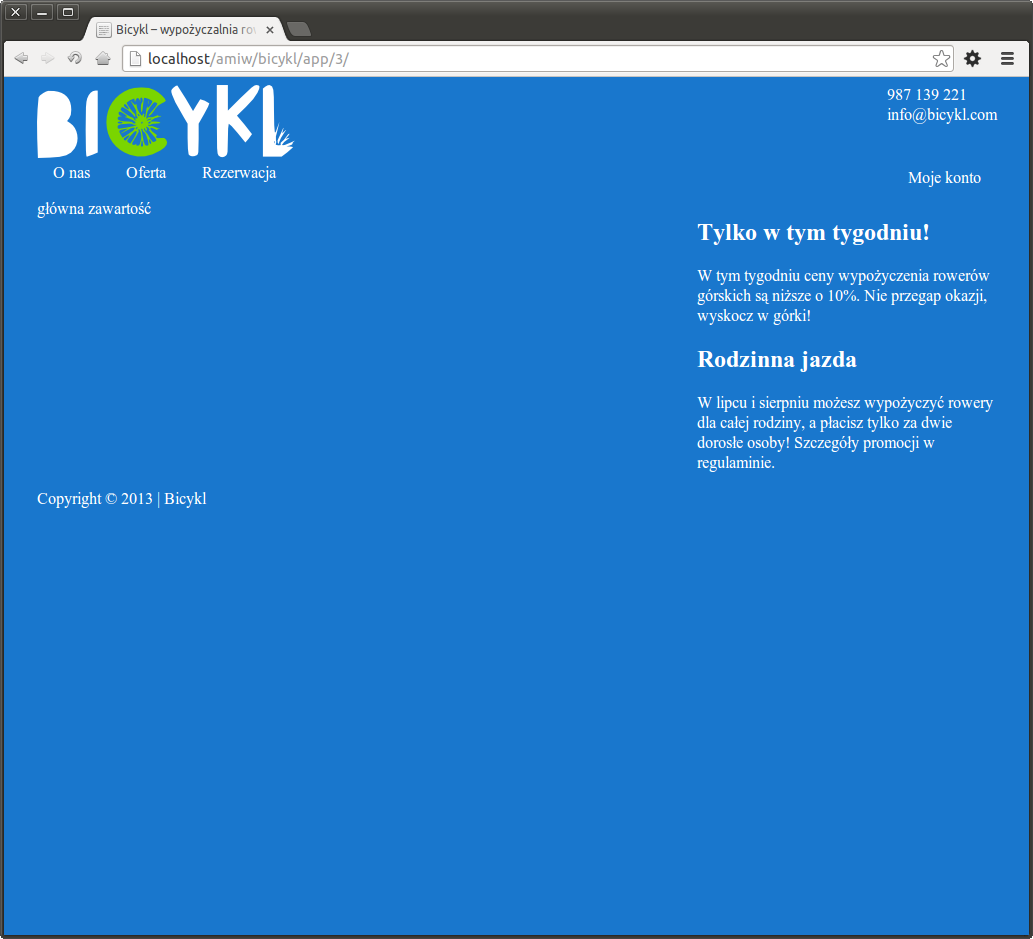 Bicykl – wypożyczalnia row
localhost/amiw/bicykl/app/3/
BICYKL
987 139 221
info@bicykl.com
O nas Oferta Rezerwacja
Moje konto
główna zawartość
Tylko w tym tygodniu!
W tym tygodniu ceny wypożyczenia rowerów
górskich są niższe o 10%. Nie przegap okazji,
wyskocz w górki!
Rodzinna jazda
W lipcu i sierpniu możesz wypożyczyć rowery
dla całej rodziny, a płacisz tylko za dwie
dorosłe osoby! Szczegóły promocji w
regulaminie.
Copyright © 2013 | Bicykl